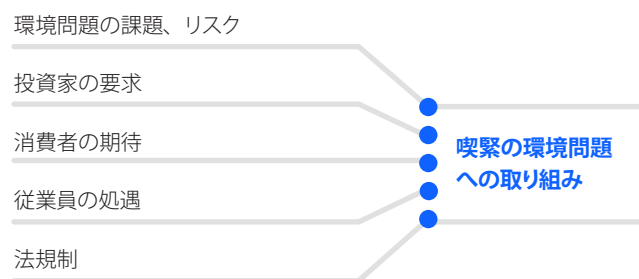 環境問題の課題、リスク
投資家の要求
消費者の期待
従業員の処遇
法規制
喫緊の環境問題
への取り組み